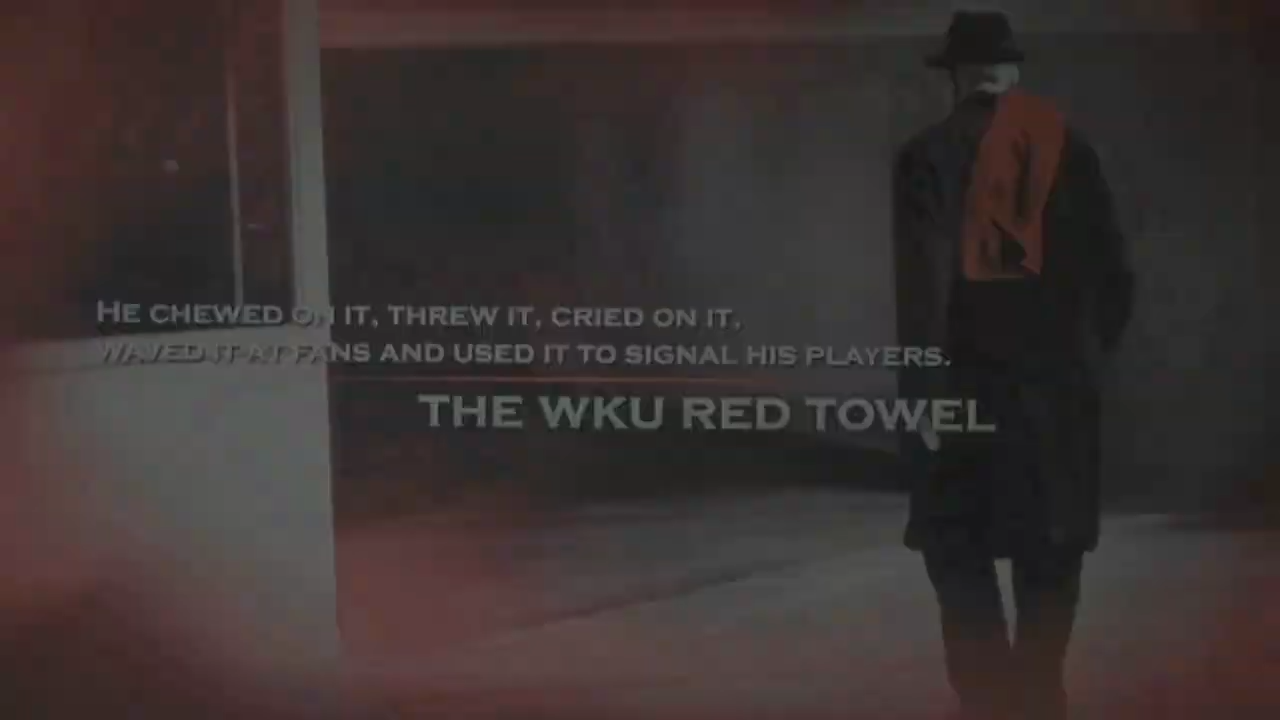 HE CHEWED ON IT, THREW IT, CRIED ON IT,
WAVED IT AT FANS AND USED IT TO SIGNAL HIS PLAYERS.
THE WKU RED TOWEL